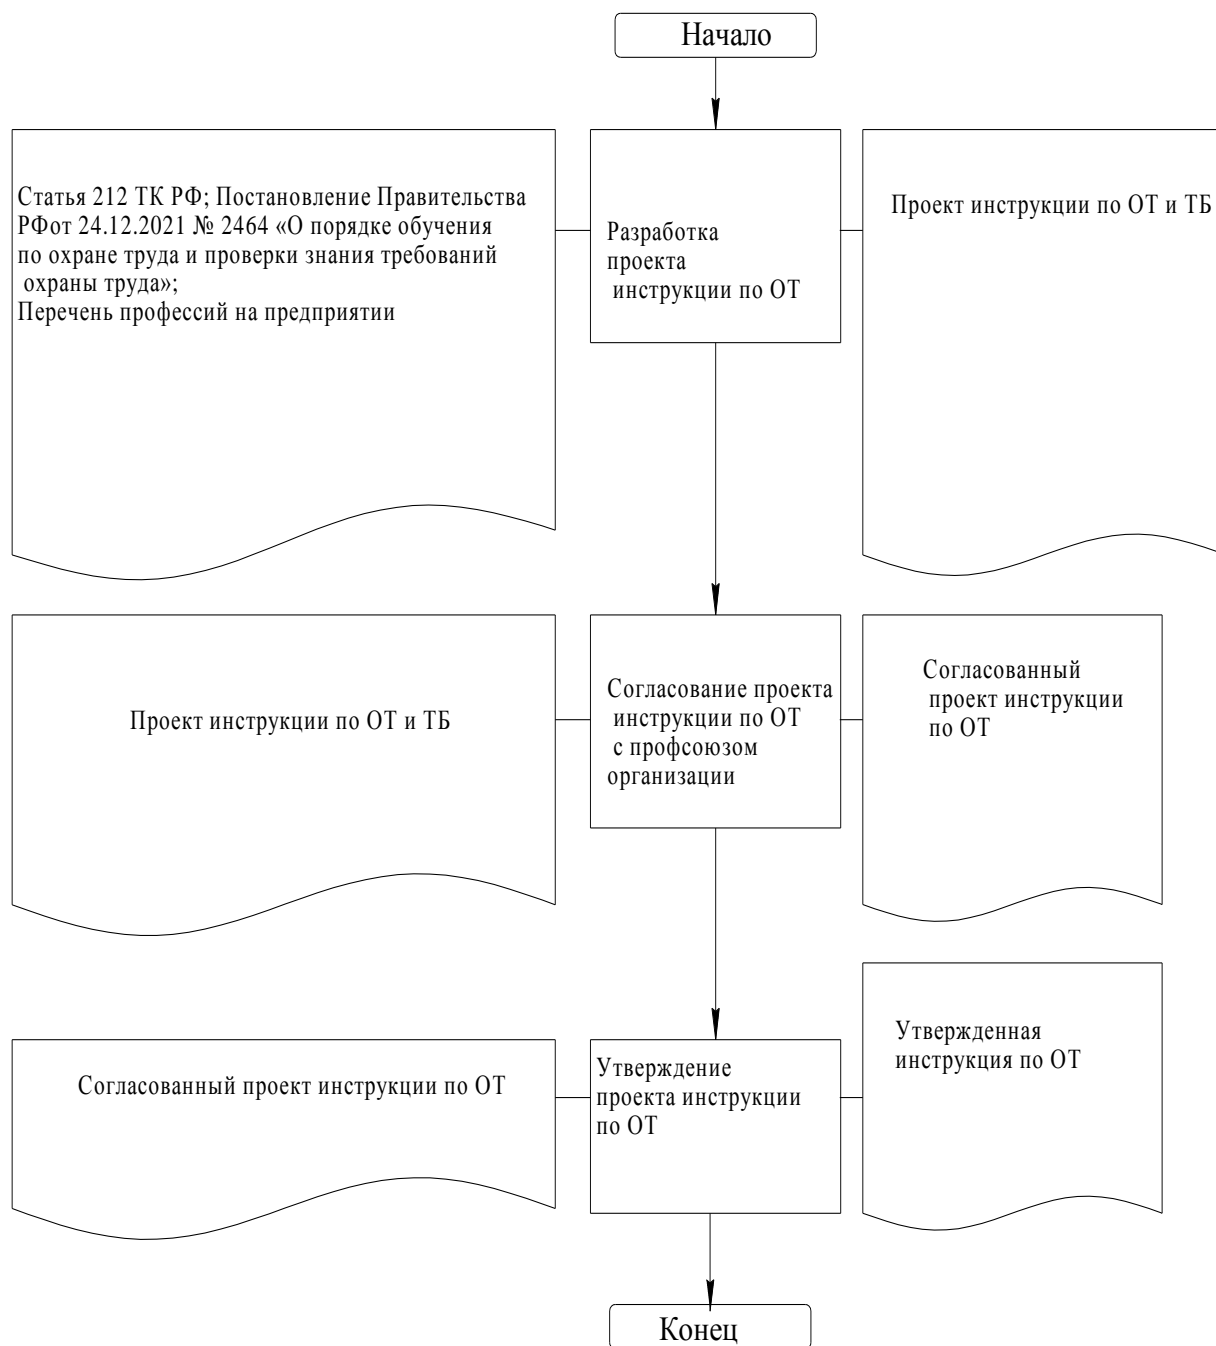 Начало
Статья 212 ТК РФ; Постановление Правительства
РФот 24.12.2021 № 2464 «О порядке обучения
по охране труда и проверки знания требований
охраны труда»;
Перечень профессий на предприятии
Разработка
проекта
инструкции по ОТ
Проект инструкции по ОТ и ТБ
Проект инструкции по ОТ и ТБ
Согласование проекта
инструкции по ОТ
с профсоюзом
организации
Согласованный
проект инструкции
по ОТ
Согласованный проект инструкции по ОТ
Утверждение
проекта инструкции
по ОТ
Утвержденная
инструкция по ОТ
Конец